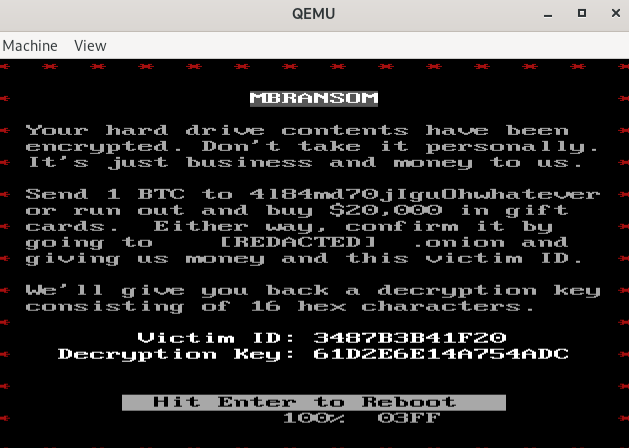 QEMU
Machine View
MBRANSOM
Your hard drive contents have been
encrypted. Don't take it personally.
It's just business and money to us.
Send 1 BTC to 4l84md70jIguOhwhatever
or run out and buy $20,000 in gift
cards. Either way, confirm it by
going to [REDACTED] .onion and
giving us money and this victim ID.
We'll give you back a decryption key
consisting of 16 hex characters.
Victim ID: 3487B3B41F20
Decryption Key: 61D2E6E14A754ADC
Hit Enter to Reboot
100% 03FF